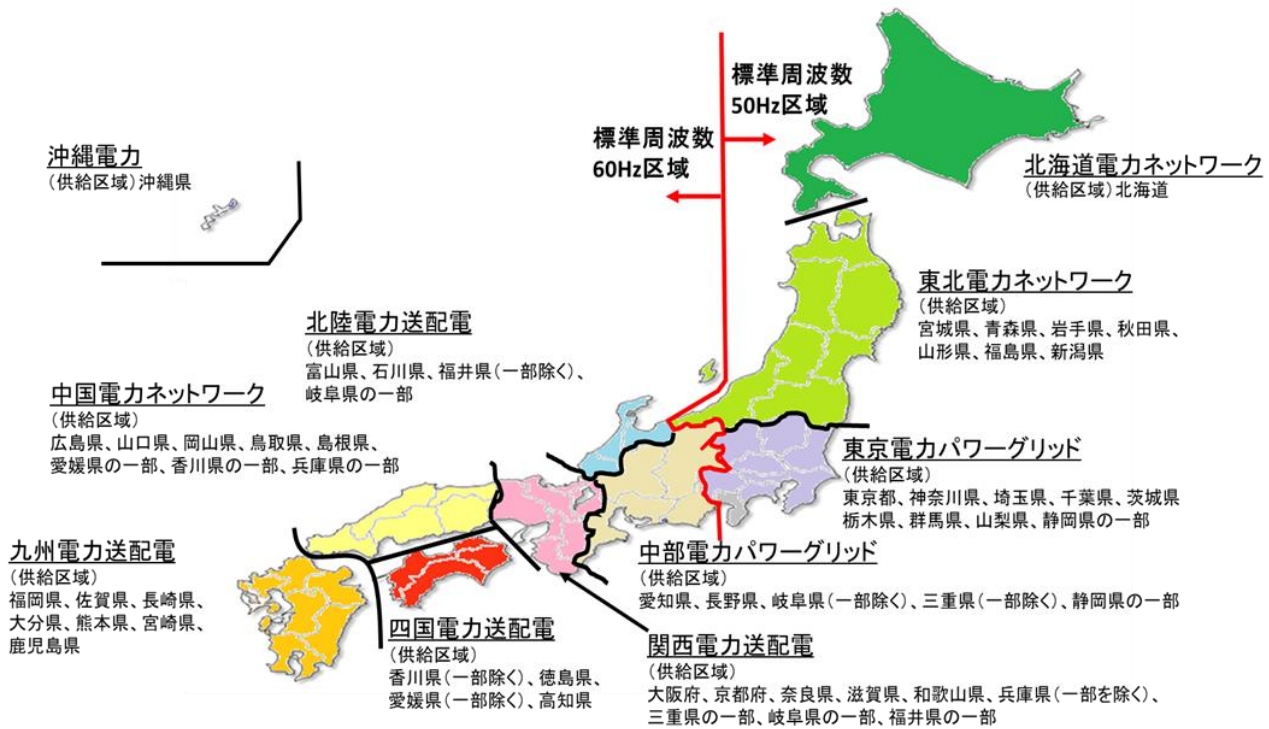 標準周波数
50Hz区域
標準周波数
60Hz区域
沖縄電力
(供給区域)沖縄県
北海道電力ネットワーク
(供給区域)北海道
東北電力ネットワーク
(供給区域)
宮城県、青森県、岩手県、秋田県、
山形県、福島県、新潟県
北陸電力送配電
(供給区域)
富山県、石川県、福井県(一部除く)、
岐阜県の一部
中国電力ネットワーク
(供給区域)
広島県、山口県、岡山県、鳥取県、島根県、
愛媛県の一部、香川県の一部、兵庫県の一部
東京電力パワーグリッド
(供給区域)
東京都、神奈川県、埼玉県、千葉県、茨城県
栃木県、群馬県、山梨県、静岡県の一部
九州電力送配電
(供給区域)
福岡県、佐賀県、長崎県、
大分県、熊本県、宮崎県、
鹿児島県
中部電力パワーグリッド
(供給区域)
愛知県、長野県、岐阜県(一部除く)、三重県(一部除く)、静岡県の一部
四国電力送配電
(供給区域)
香川県(一部除く)、徳島県、
愛媛県(一部除く)、高知県
関西電力送配電
(供給区域)
大阪府、京都府、奈良県、滋賀県、和歌山県、兵庫県(一部を除く)、
三重県の一部、岐阜県の一部、福井県の一部